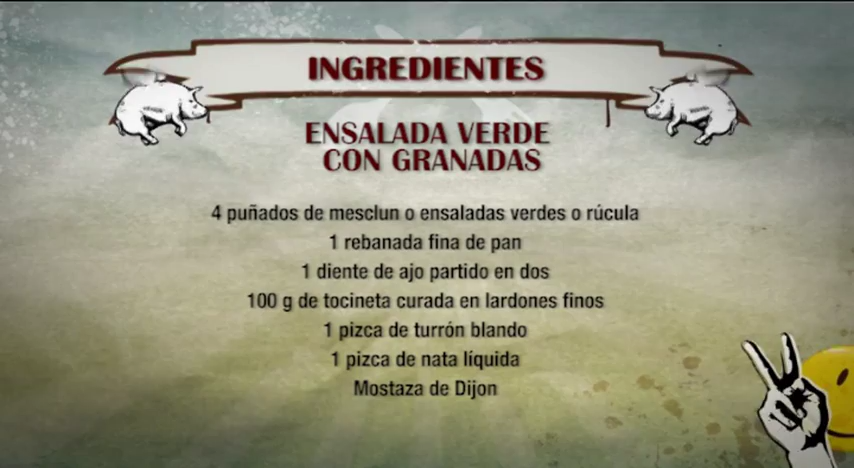 INGREDIENTES
ENSALADA VERDE
CON GRANADAS
4 puñados de mesclun o ensaladas verdes o rúcula
1 rebanada fina de pan
1 diente de ajo partido en dos
100 g de tocineta curada en lardones finos
1 pizca de turrón blando
1 pizca de nata líquida
Mostaza de Dijon